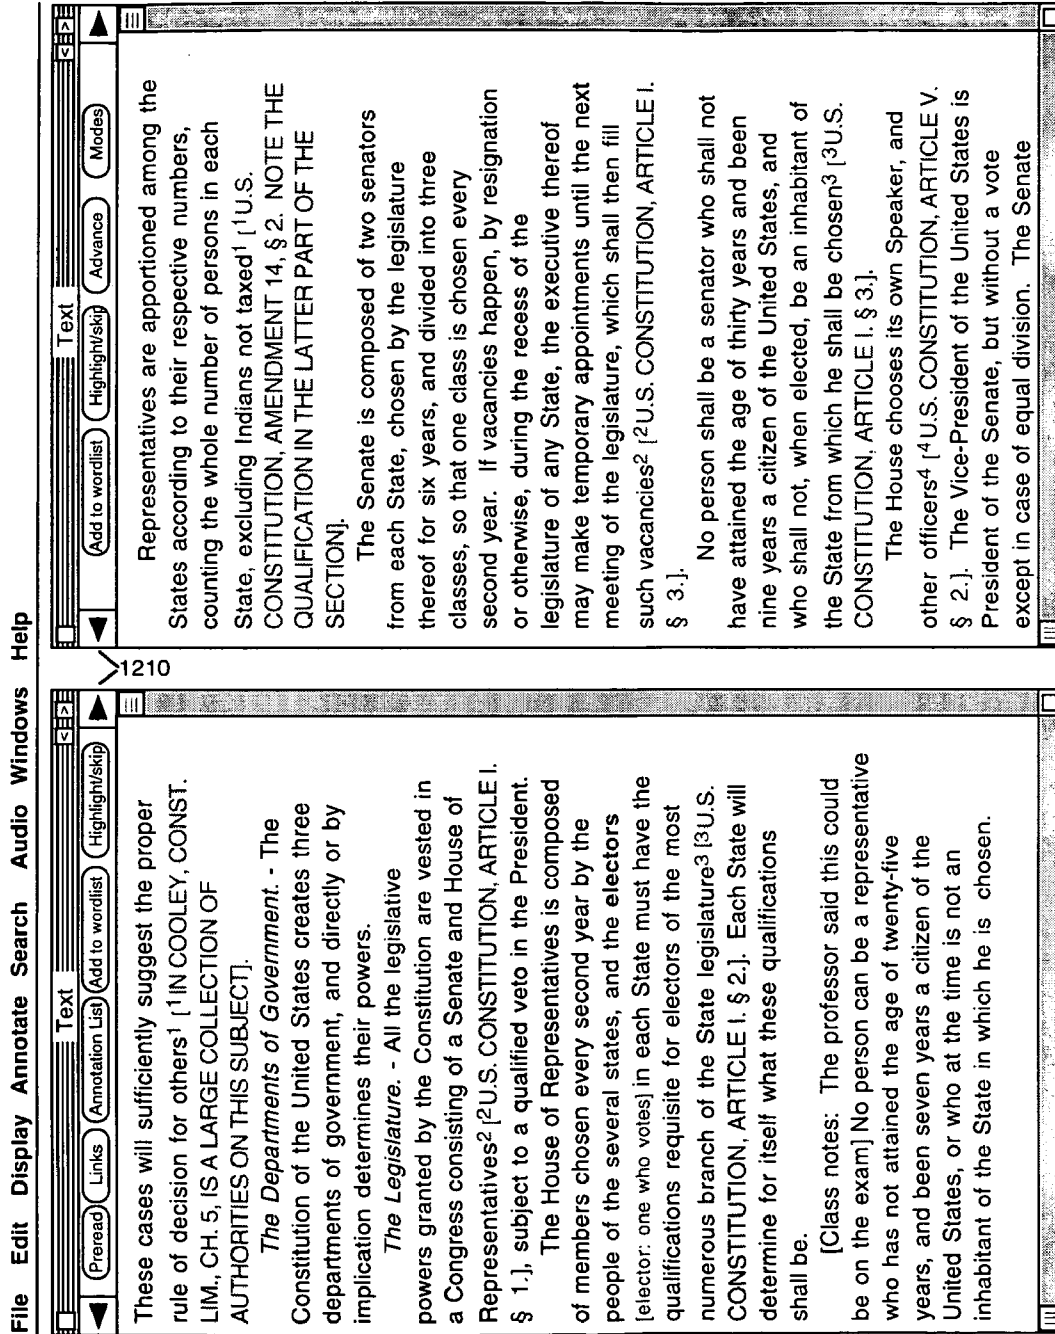 File Edit Display Annotate Search Audio Windows Help
Text
Preread Links Annotation List Add to wordlist Highlight/skip
These cases will sufficiently suggest the proper
rule of decision for others¹ [¹IN COOLEY, CONST.
LIM., CH. 5, IS A LARGE COLLECTION OF
AUTHORITIES ON THIS SUBJECT].
The Departments of Government. - The
Constitution of the United States creates three
departments of government, and directly or by
implication determines their powers.
The Legislature. - All the legislative
powers granted by the Constitution are vested in
a Congress consisting of a Senate and House of
Representatives² [²U.S. CONSTITUTION, ARTICLE I.
§ 1.], subject to a qualified veto in the President.
The House of Representatives is composed
of members chosen every second year by the
people of the several states, and the electors
[elector: one who votes] in each State must have the
qualifications requisite for electors of the most
numerous branch of the State legislature³ [³U.S.
CONSTITUTION, ARTICLE I. § 2.]. Each State will
determine for itself what these qualifications
shall be.
[Class notes: The professor said this could
be on the exam] No person can be a representative
who has not attained the age of twenty-five
years, and been seven years a citizen of the
United States, or who at the time is not an
inhabitant of the State in which he is chosen.
1210
Text
Add to wordlist Highlight/skip Advance Modes
Representatives are apportioned among the
States according to their respective numbers,
counting the whole number of persons in each
State, excluding Indians not taxed¹ [¹U.S.
CONSTITUTION, AMENDMENT 14, § 2. NOTE THE
QUALIFICATION IN THE LATTER PART OF THE
SECTION].
The Senate is composed of two senators
from each State, chosen by the legislature
thereof for six years, and divided into three
classes, so that one class is chosen every
second year. If vacancies happen, by resignation
or otherwise, during the recess of the
legislature of any State, the executive thereof
may make temporary appointments until the next
meeting of the legislature, which shall then fill
such vacancies² [²U.S. CONSTITUTION, ARTICLE I.
§ 3.].
No person shall be a senator who shall not
have attained the age of thirty years and been
nine years a citizen of the United States, and
who shall not, when elected, be an inhabitant of
the State from which he shall be chosen³ [³U.S.
CONSTITUTION, ARTICLE I. § 3.].
The House chooses its own Speaker, and
other officers⁴ [⁴U.S. CONSTITUTION, ARTICLE V.
§ 2.]. The Vice-President of the United States is
President of the Senate, but without a vote
except in case of equal division. The Senate